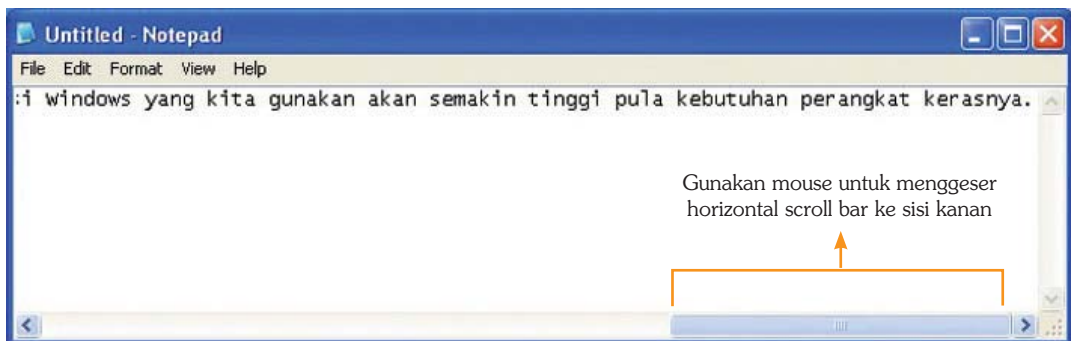 Untitled - Notepad
File Edit Format View Help
i Windows yang kita gunakan akan semakin tinggi pula kebutuhan perangkat kerasnya.
Gunakan mouse untuk menggeser
horizontal scroll bar ke sisi kanan